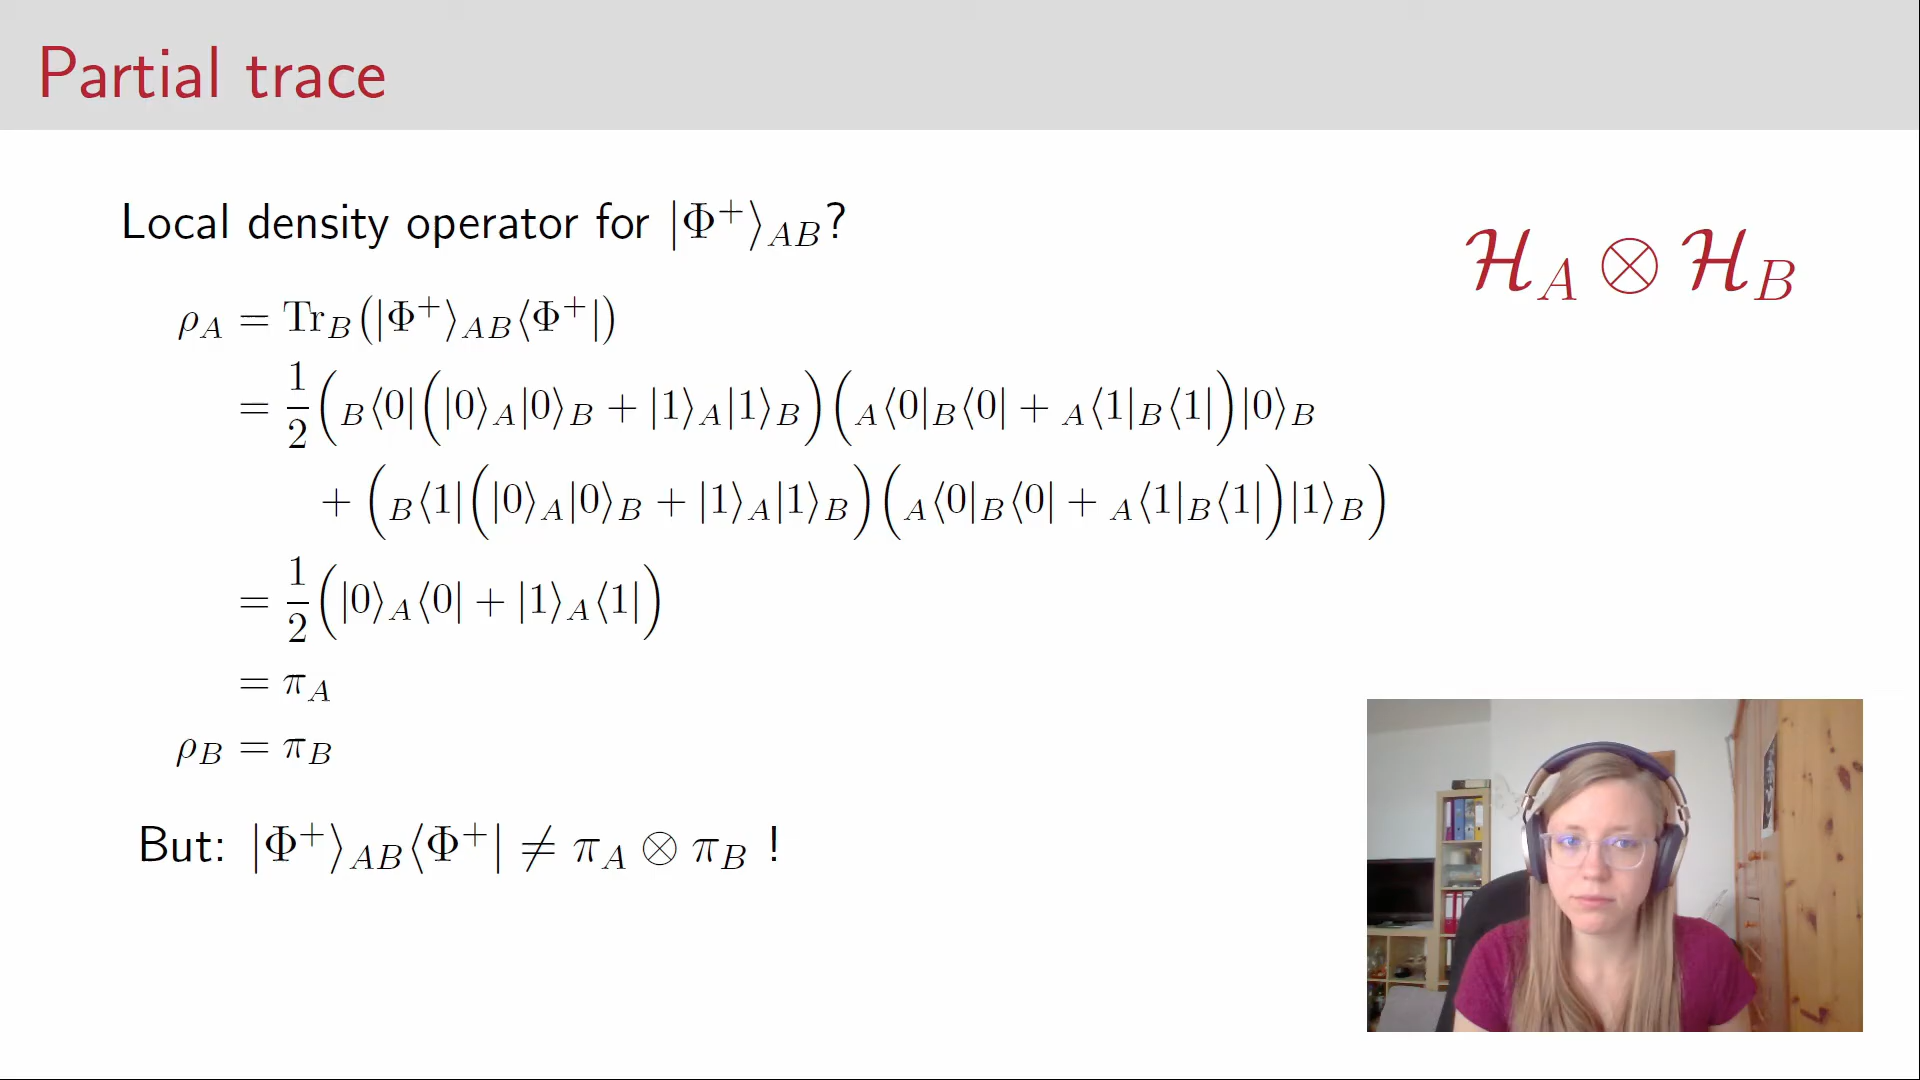 Partial trace
Local density operator for |Φ⁺⟩_AB?
ℋ_A ⊗ ℋ_B
ρ_A = Tr_B(|Φ⁺⟩_AB⟨Φ⁺|)
= 1/2 ( _B⟨0|(|0⟩_A|0⟩_B + |1⟩_A|1⟩_B)( _A⟨0|_B⟨0| + _A⟨1|_B⟨1|)|0⟩_B
+ ( _B⟨1|(|0⟩_A|0⟩_B + |1⟩_A|1⟩_B)( _A⟨0|_B⟨0| + _A⟨1|_B⟨1|)|1⟩_B)
= 1/2 (|0⟩_A⟨0| + |1⟩_A⟨1|)
= π_A
ρ_B = π_B
But: |Φ⁺⟩_AB⟨Φ⁺| ≠ π_A ⊗ π_B !